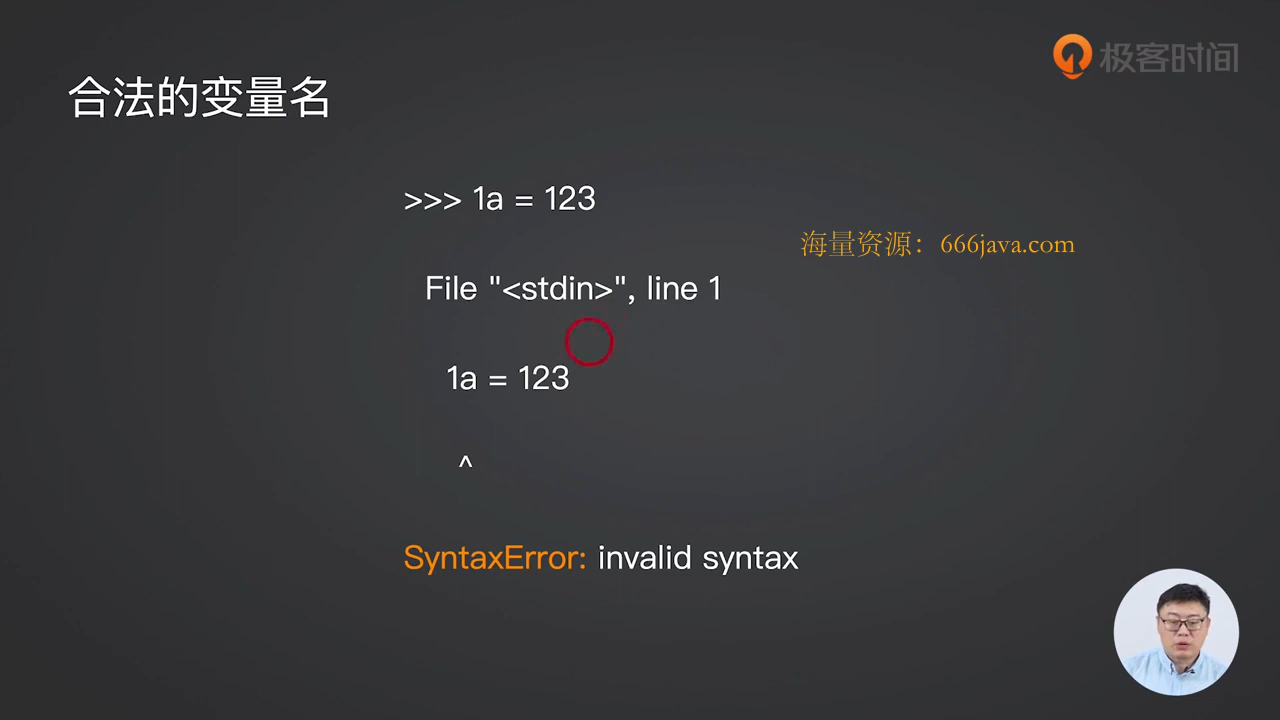 极客时间
合法的变量名
>>> 1a = 123
海量资源：666java.com
File "<stdin>", line 1
1a = 123
^
SyntaxError: invalid syntax